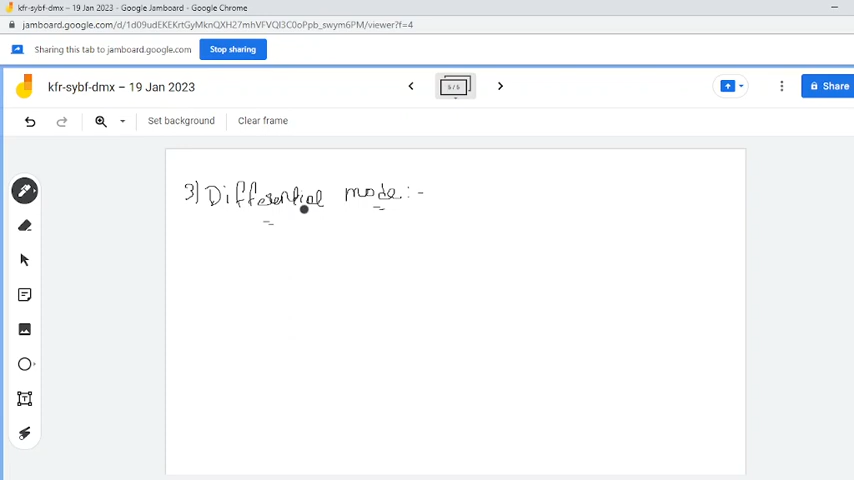 kfr-sybf-dmx – 19 Jan 2023 - Google Jamboard - Google Chrome
jamboard.google.com/d/1d09udEKEKrtGyMknQXH27mhVFVQI3C0oPpb_swym6PM/viewer?f=4
Sharing this tab to jamboard.google.com Stop sharing
kfr-sybf-dmx – 19 Jan 2023 6/6 Share
Set background Clear frame
3) Differential mode:-
T